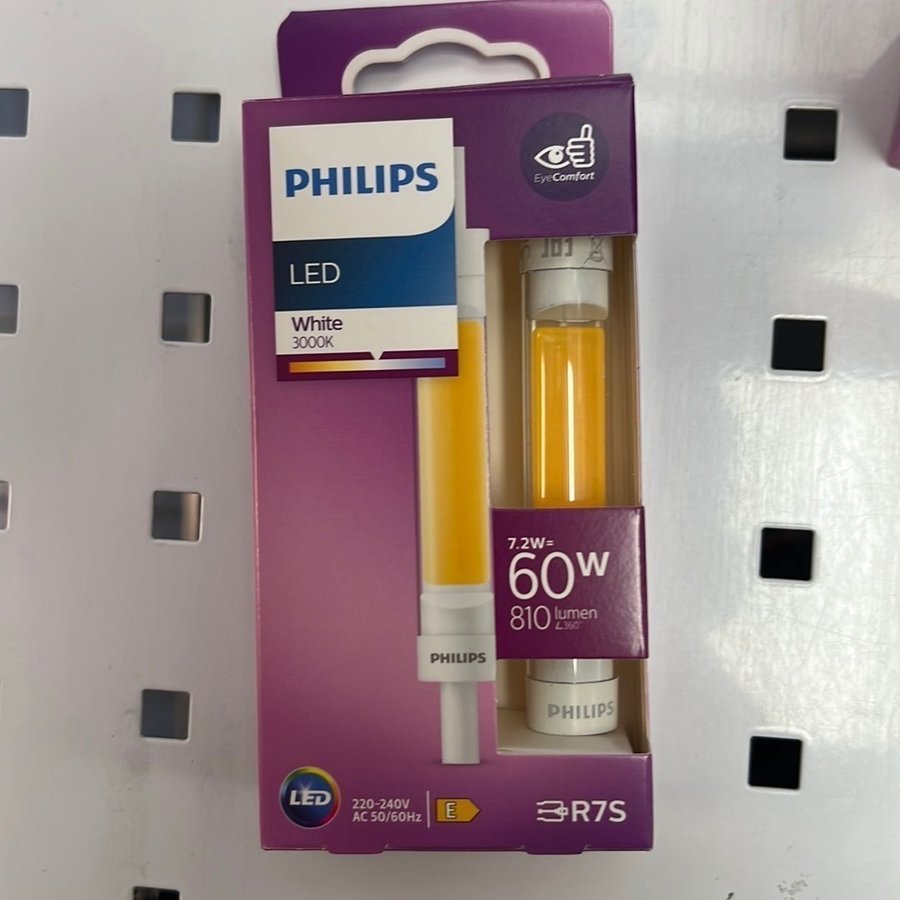 PHILIPS
EyeComfort
LED
White
3000K
7.2W=
60W
810 lumen
∠360°
PHILIPS
PHILIPS
LED
220-240V
AC 50/60Hz
E
R7S